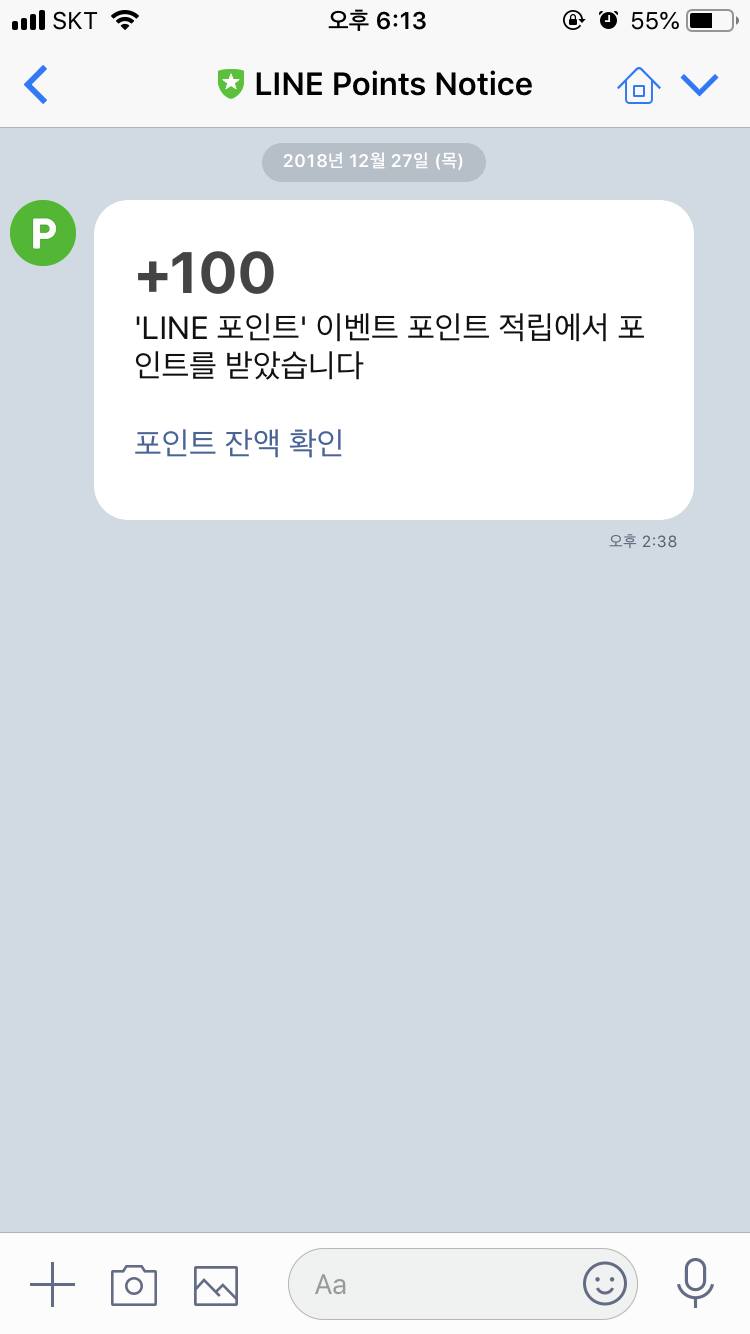 SKT 오후 6:13 55%
LINE Points Notice
2018년 12월 27일 (목)
P
+100
'LINE 포인트' 이벤트 포인트 적립에서 포
인트를 받았습니다
포인트 잔액 확인
오후 2:38
Aa